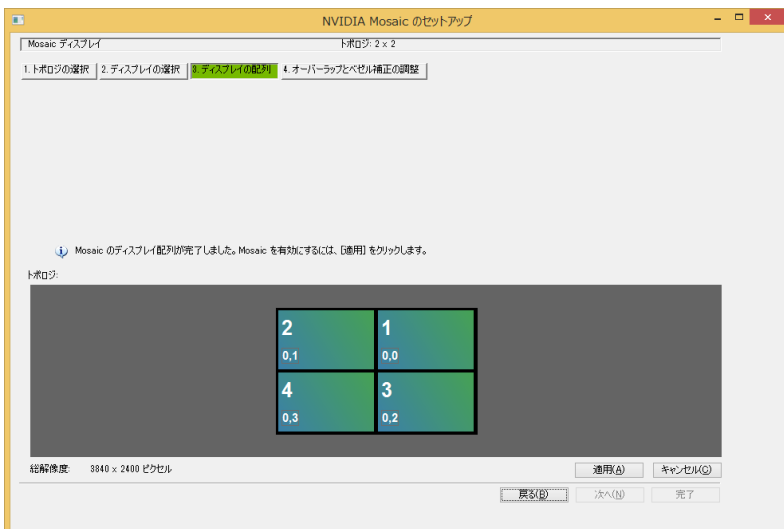 NVIDIA Mosaic のセットアップ
Mosaic ディスプレイ トポロジ: 2 x 2
1. トポロジの選択 2. ディスプレイの選択 3. ディスプレイの配列 4. オーバーラップとベゼル補正の調整
Mosaic のディスプレイ配列が完了しました。Mosaic を有効にするには、[適用] をクリックします。
トポロジ:
2 1
0,1 0,0
4 3
0,3 0,2
総解像度: 3840 x 2400 ピクセル 適用(A) キャンセル(C)
戻る(B) 次へ(N) 完了